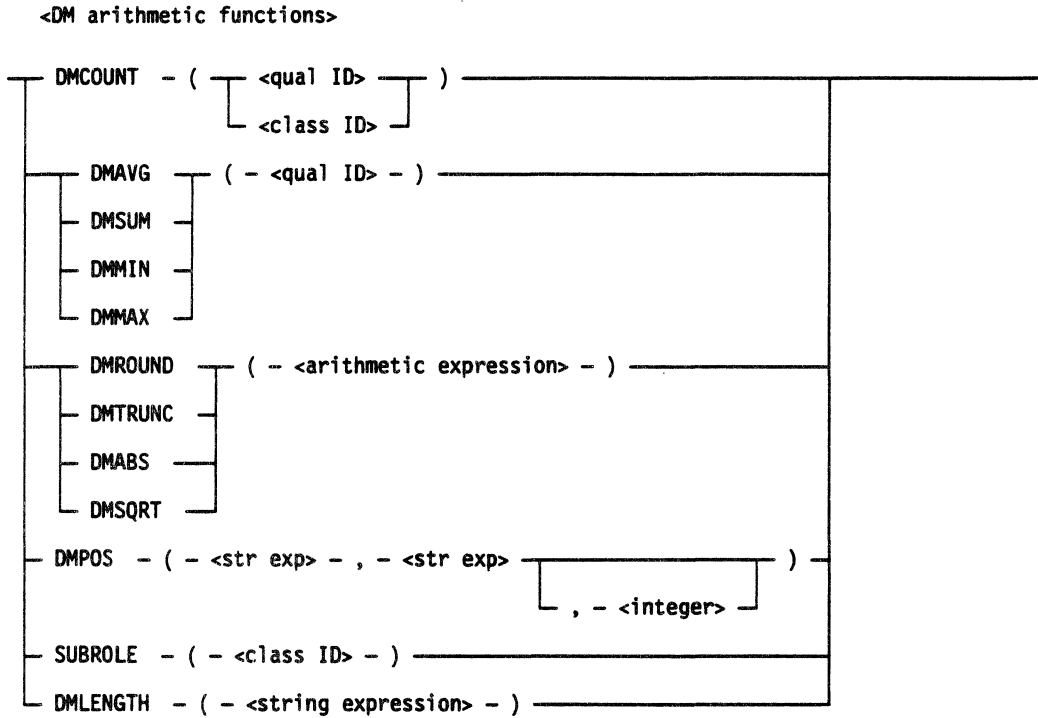 <DM arithmetic functions>
DMCOUNT - ( <qual ID> )
<class ID>
DMAVG ( - <qual ID> - )
DMSUM
DMMIN
DMMAX
DMROUND ( - <arithmetic expression> - )
DMTRUNC
DMABS
DMSQRT
DMPOS - ( - <str exp> - , - <str exp> )
, - <integer>
SUBROLE - ( - <class ID> - )
DMLENGTH - ( - <string expression> - )